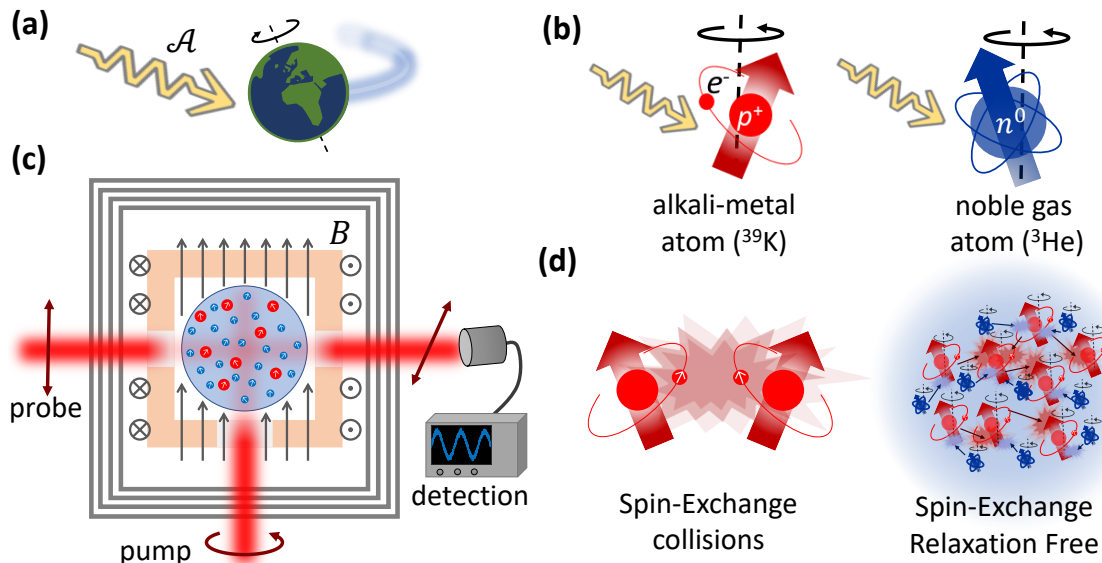 (a)
𝒜
(b)
e⁻
p⁺
n⁰
alkali-metal
atom (³⁹K)
noble gas
atom (³He)
(c)
B
probe
pump
detection
(d)
Spin-Exchange
collisions
Spin-Exchange
Relaxation Free